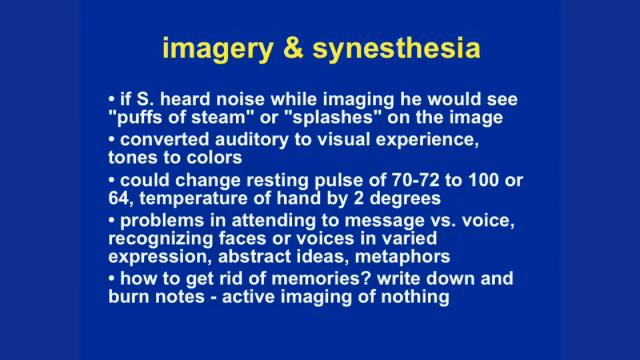 imagery & synesthesia
• if S. heard noise while imaging he would see
"puffs of steam" or "splashes" on the image
• converted auditory to visual experience,
tones to colors
• could change resting pulse of 70-72 to 100 or
64, temperature of hand by 2 degrees
• problems in attending to message vs. voice,
recognizing faces or voices in varied
expression, abstract ideas, metaphors
• how to get rid of memories? write down and
burn notes - active imaging of nothing